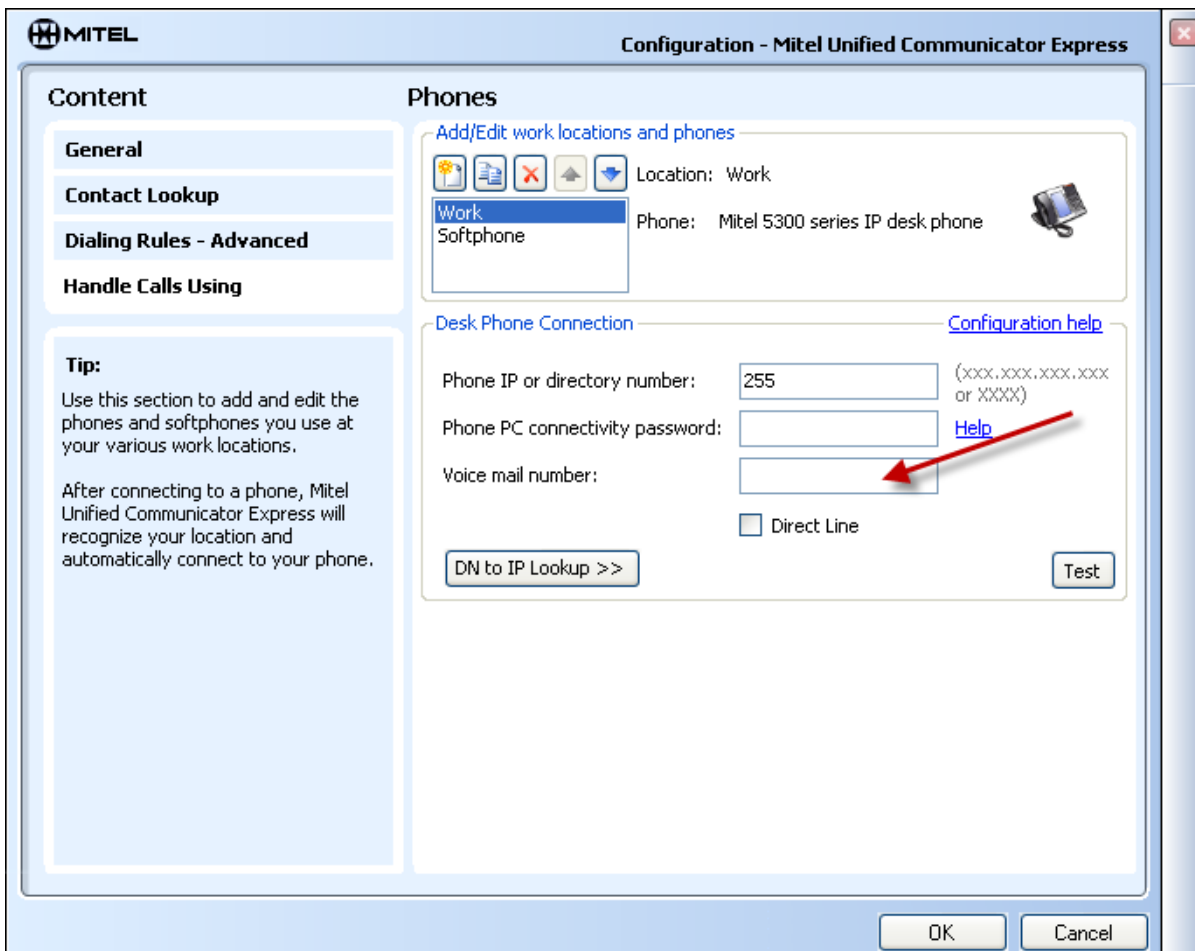 MITEL
Configuration - Mitel Unified Communicator Express
Content
General
Contact Lookup
Dialing Rules - Advanced
Handle Calls Using
Tip:
Use this section to add and edit the
phones and softphones you use at
your various work locations.
After connecting to a phone, Mitel
Unified Communicator Express will
recognize your location and
automatically connect to your phone.
Phones
Add/Edit work locations and phones
Location: Work
Work
Softphone
Phone: Mitel 5300 series IP desk phone
Desk Phone Connection
Configuration help
Phone IP or directory number: 255 (xxx.xxx.xxx.xxx
or XXXX)
Phone PC connectivity password: Help
Voice mail number:
Direct Line
DN to IP Lookup >>
Test
OK
Cancel